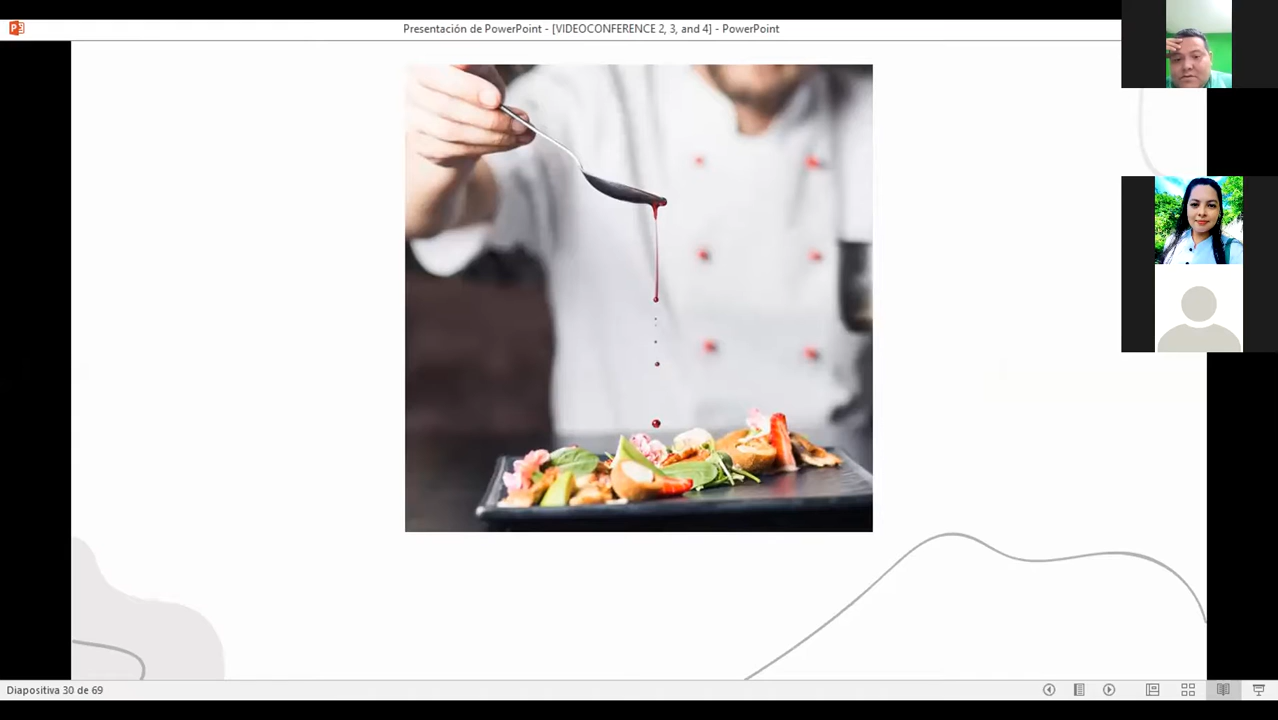 Presentación de PowerPoint - [VIDEOCONFERENCE 2, 3, and 4] - PowerPoint
Diapositiva 30 de 69